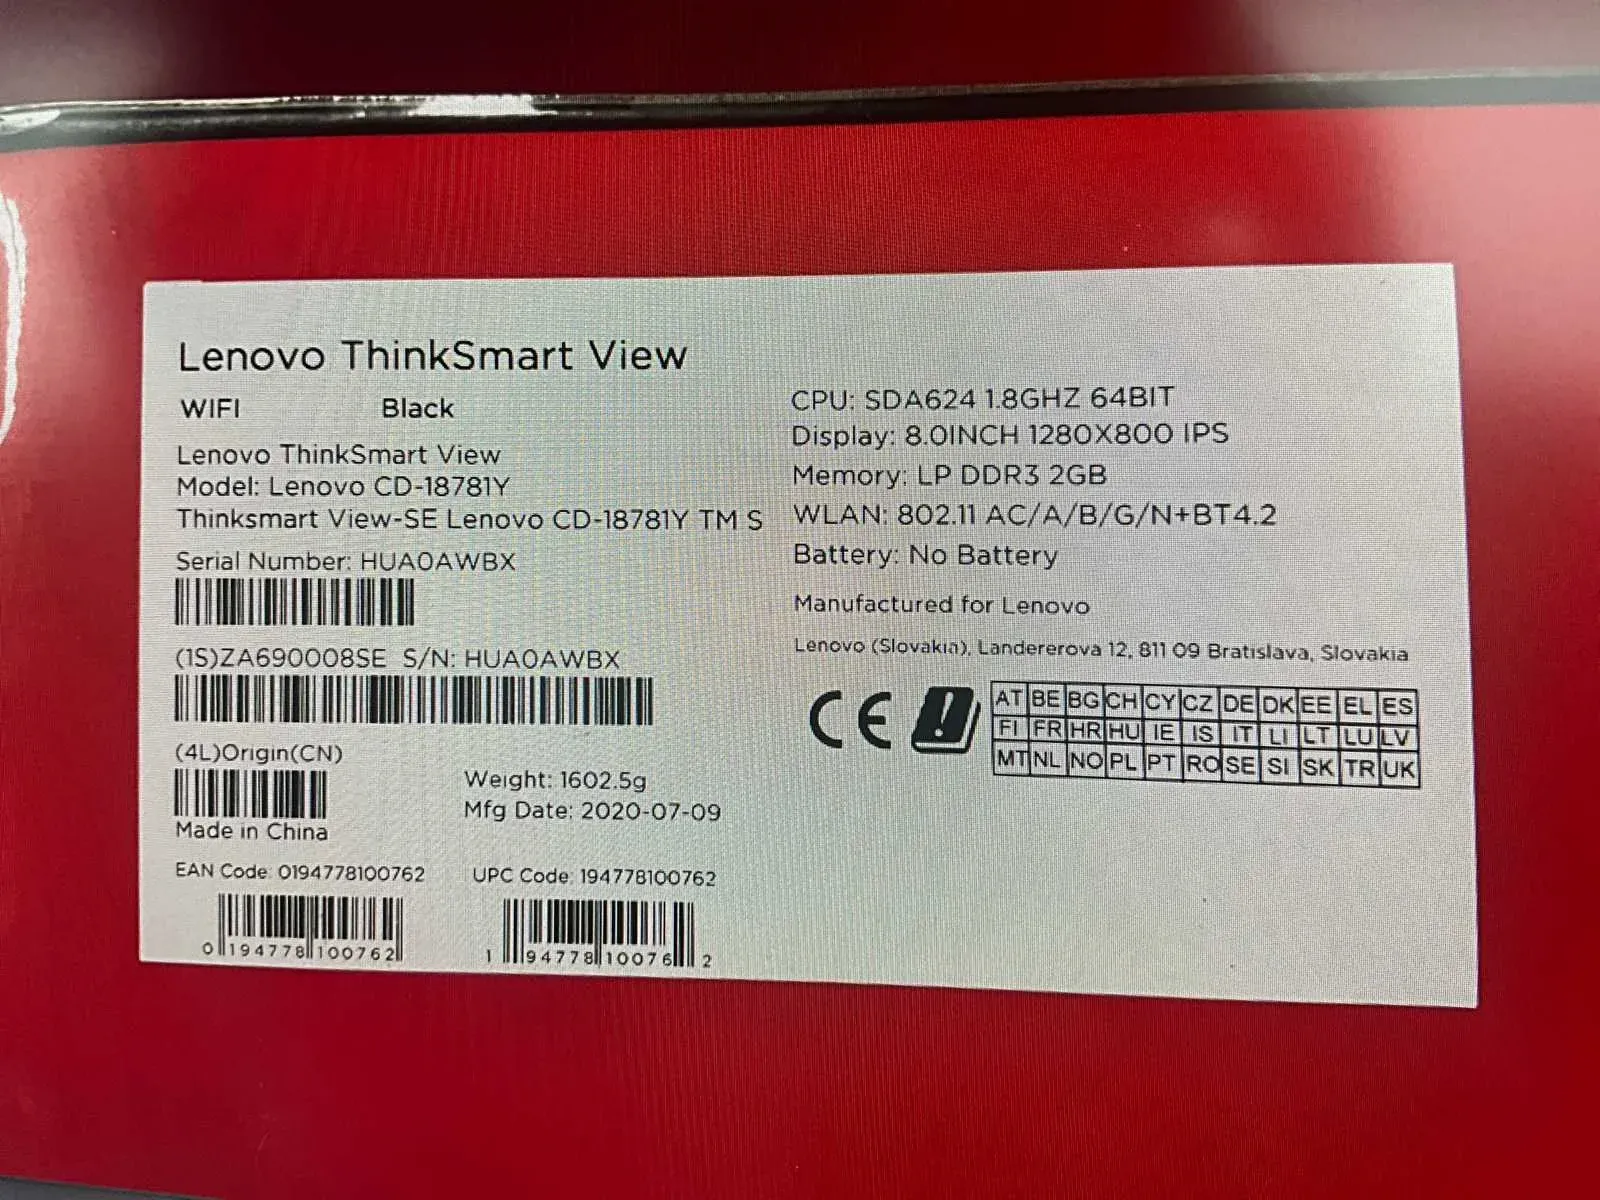 Lenovo ThinkSmart View
WIFI Black
Lenovo ThinkSmart View
Model: Lenovo CD-18781Y
Thinksmart View-SE Lenovo CD-18781Y TM S
Serial Number: HUA0AWBX
(1S)ZA690008SE S/N: HUA0AWBX
(4L)Origin(CN)
Made in China
Weight: 1602.5g
Mfg Date: 2020-07-09
EAN Code: 0194778100762
0 194778 100762
UPC Code: 194778100762
1 94778 10076 2
CPU: SDA624 1.8GHZ 64BIT
Display: 8.0INCH 1280X800 IPS
Memory: LP DDR3 2GB
WLAN: 802.11 AC/A/B/G/N+BT4.2
Battery: No Battery
Manufactured for Lenovo
Lenovo (Slovakia), Landererova 12, 811 09 Bratislava, Slovakia
CE
AT BE BG CH CY CZ DE DK EE EL ES
FI FR HR HU IE IS IT LI LT LU LV
MT NL NO PL PT RO SE SI SK TR UK